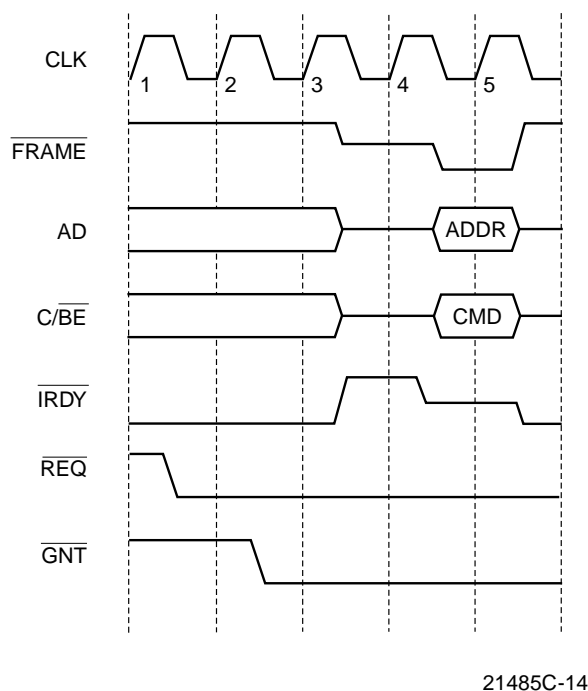 CLK
1 2 3 4 5
FRAME
AD
ADDR
C/BE
CMD
IRDY
REQ
GNT
21485C-14